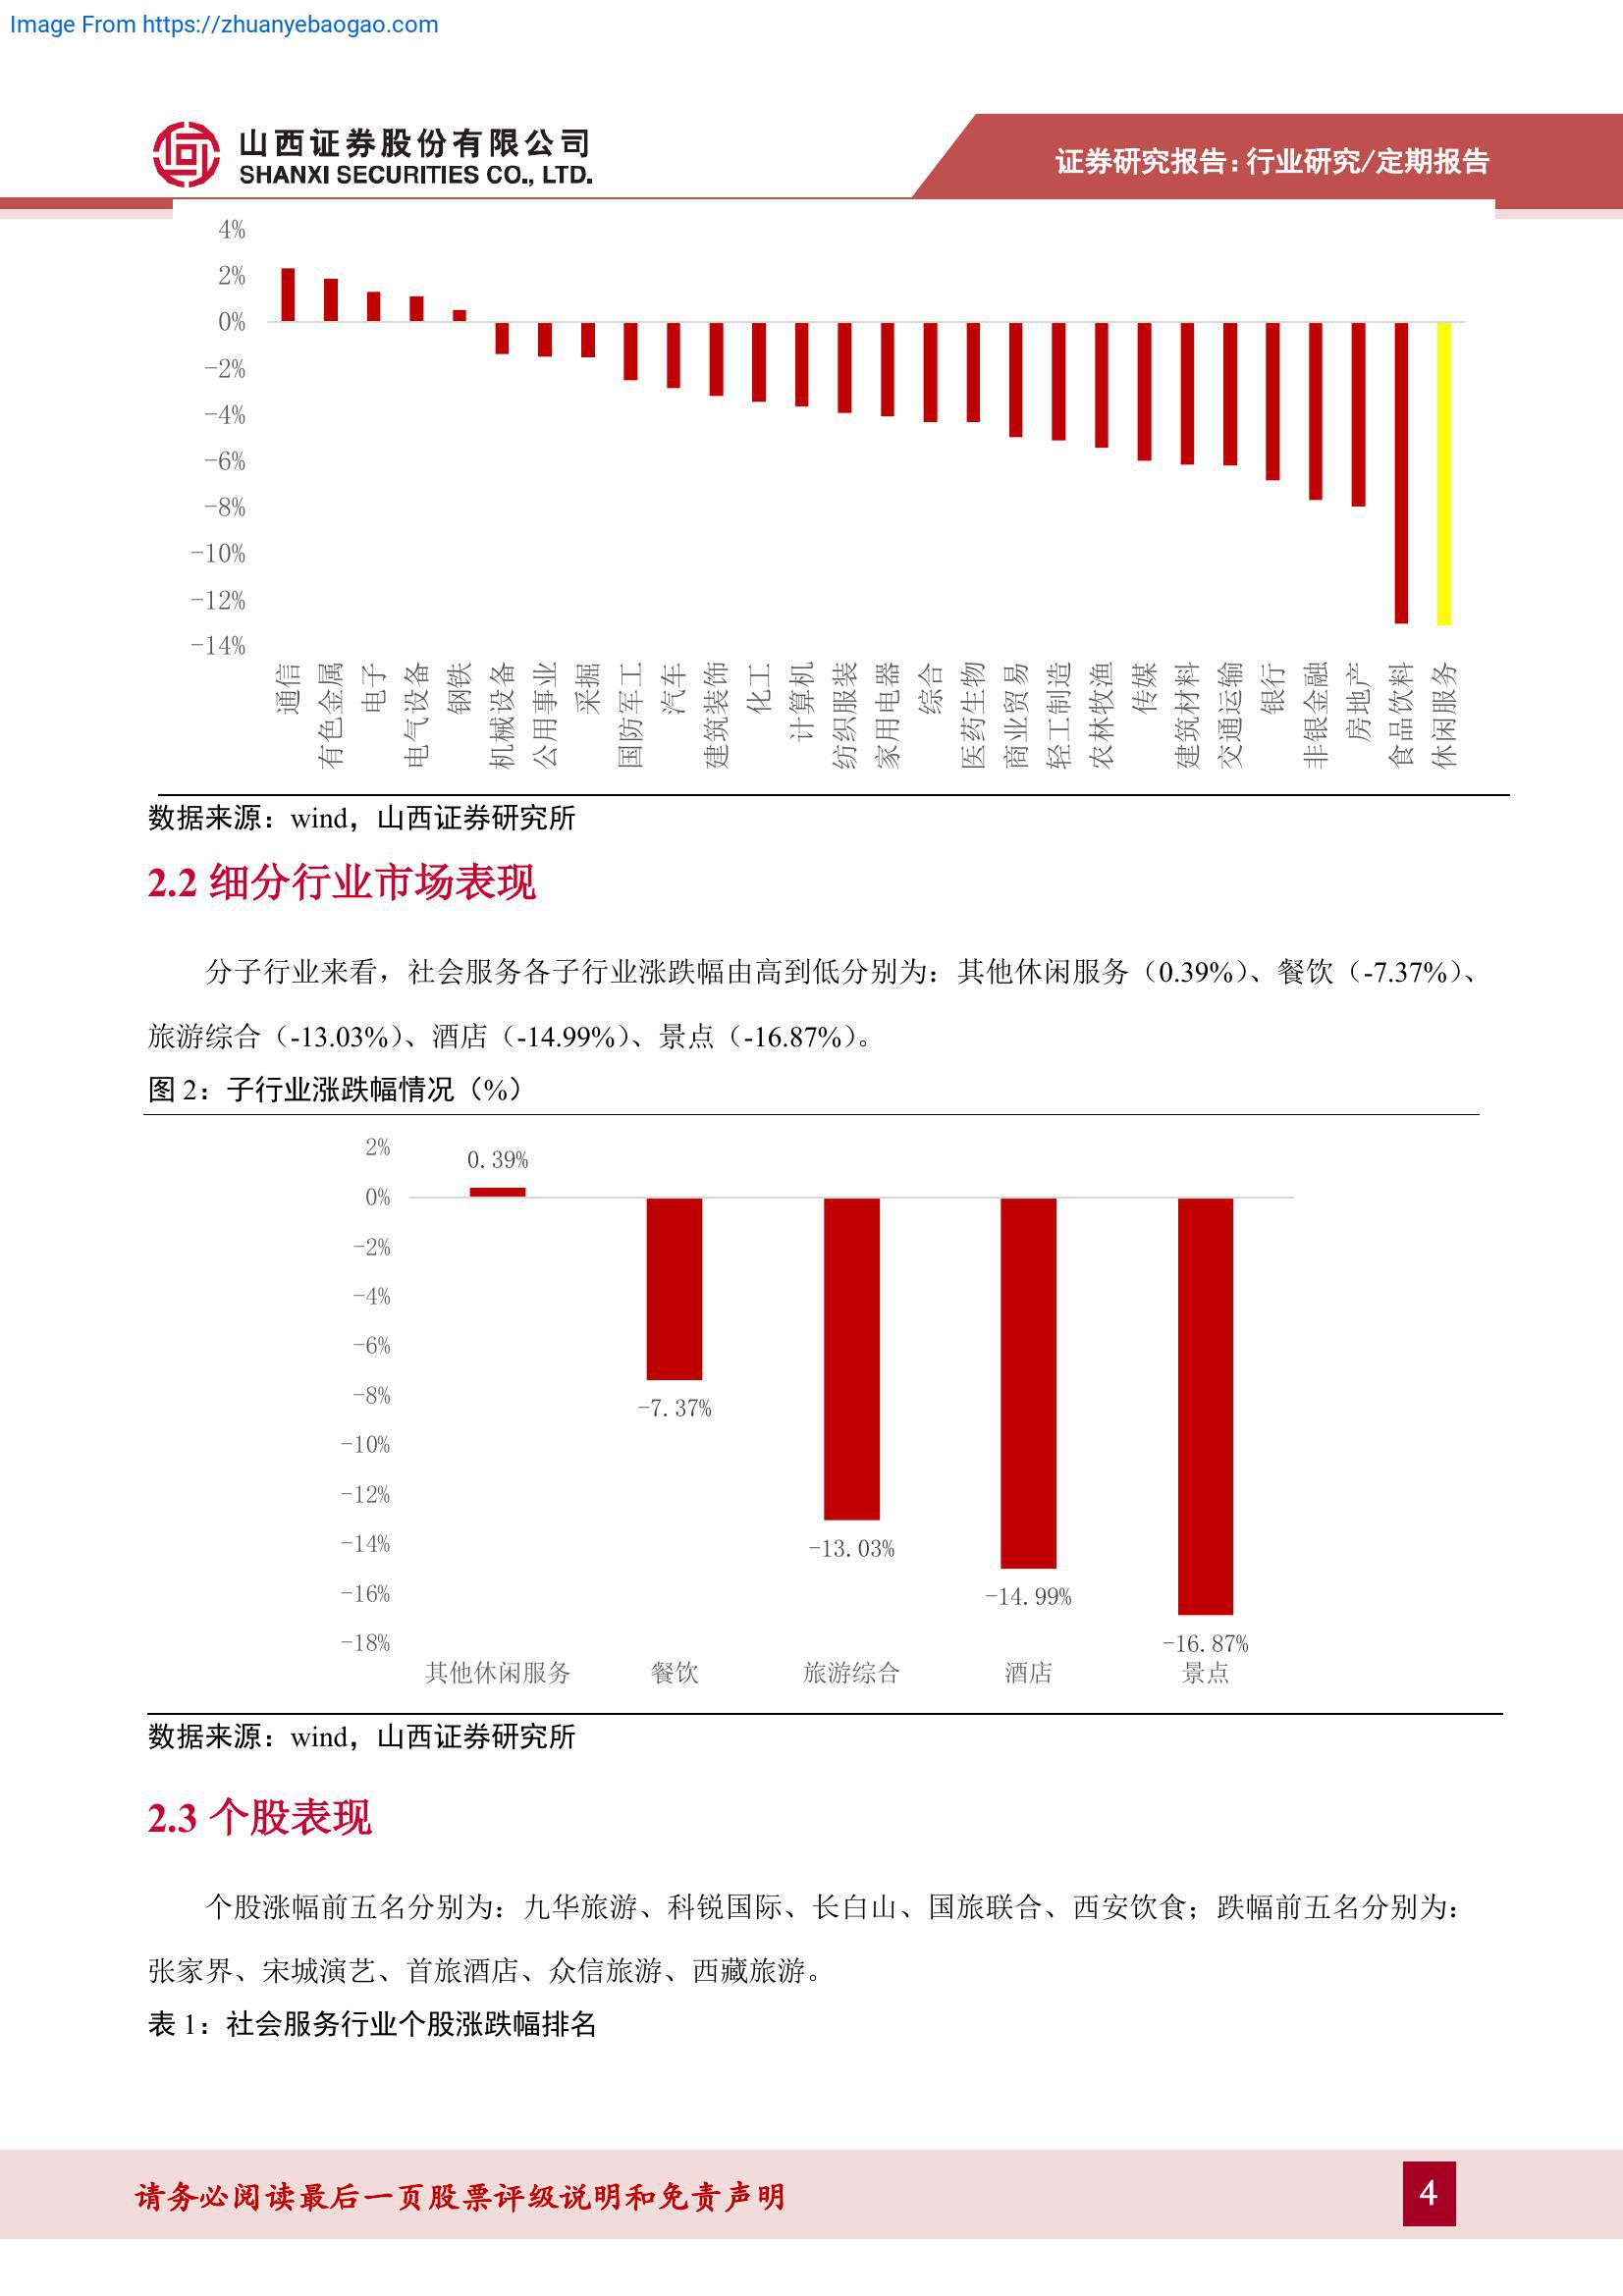 Image From https://zhuanyebaogao.com
山西证券股份有限公司
SHANXI SECURITIES CO., LTD.
证券研究报告:行业研究/定期报告
4%
2%
0%
-2%
-4%
-6%
-8%
-10%
-12%
-14%
通信
有色金属
电子
电气设备
钢铁
机械设备
公用事业
采掘
国防军工
汽车
建筑装饰
化工
计算机
纺织服装
家用电器
综合
医药生物
商业贸易
轻工制造
农林牧渔
传媒
建筑材料
交通运输
银行
非银金融
房地产
食品饮料
休闲服务
数据来源：wind，山西证券研究所
2.2 细分行业市场表现
分子行业来看，社会服务各子行业涨跌幅由高到低分别为：其他休闲服务（0.39%）、餐饮（-7.37%）、
旅游综合（-13.03%）、酒店（-14.99%）、景点（-16.87%）。
图 2：子行业涨跌幅情况（%）
2%
0%
-2%
-4%
-6%
-8%
-10%
-12%
-14%
-16%
-18%
0.39%
-7.37%
-13.03%
-14.99%
-16.87%
其他休闲服务
餐饮
旅游综合
酒店
景点
数据来源：wind，山西证券研究所
2.3 个股表现
个股涨幅前五名分别为：九华旅游、科锐国际、长白山、国旅联合、西安饮食；跌幅前五名分别为：
张家界、宋城演艺、首旅酒店、众信旅游、西藏旅游。
表 1：社会服务行业个股涨跌幅排名
请务必阅读最后一页股票评级说明和免责声明
4